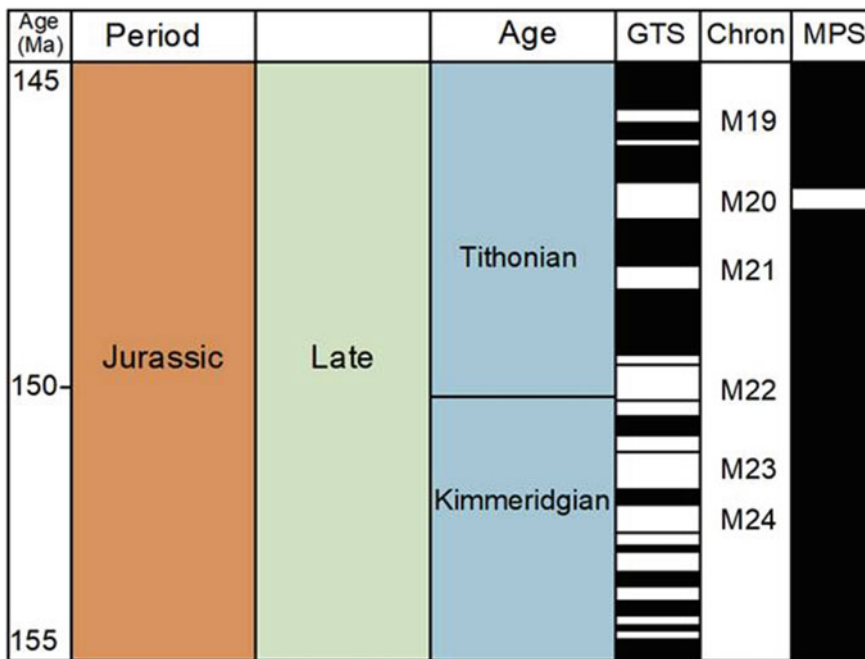 Age
(Ma)
Period
Age
GTS
Chron
MPS
145
150
155
Jurassic
Late
Tithonian
Kimmeridgian
M19
M20
M21
M22
M23
M24